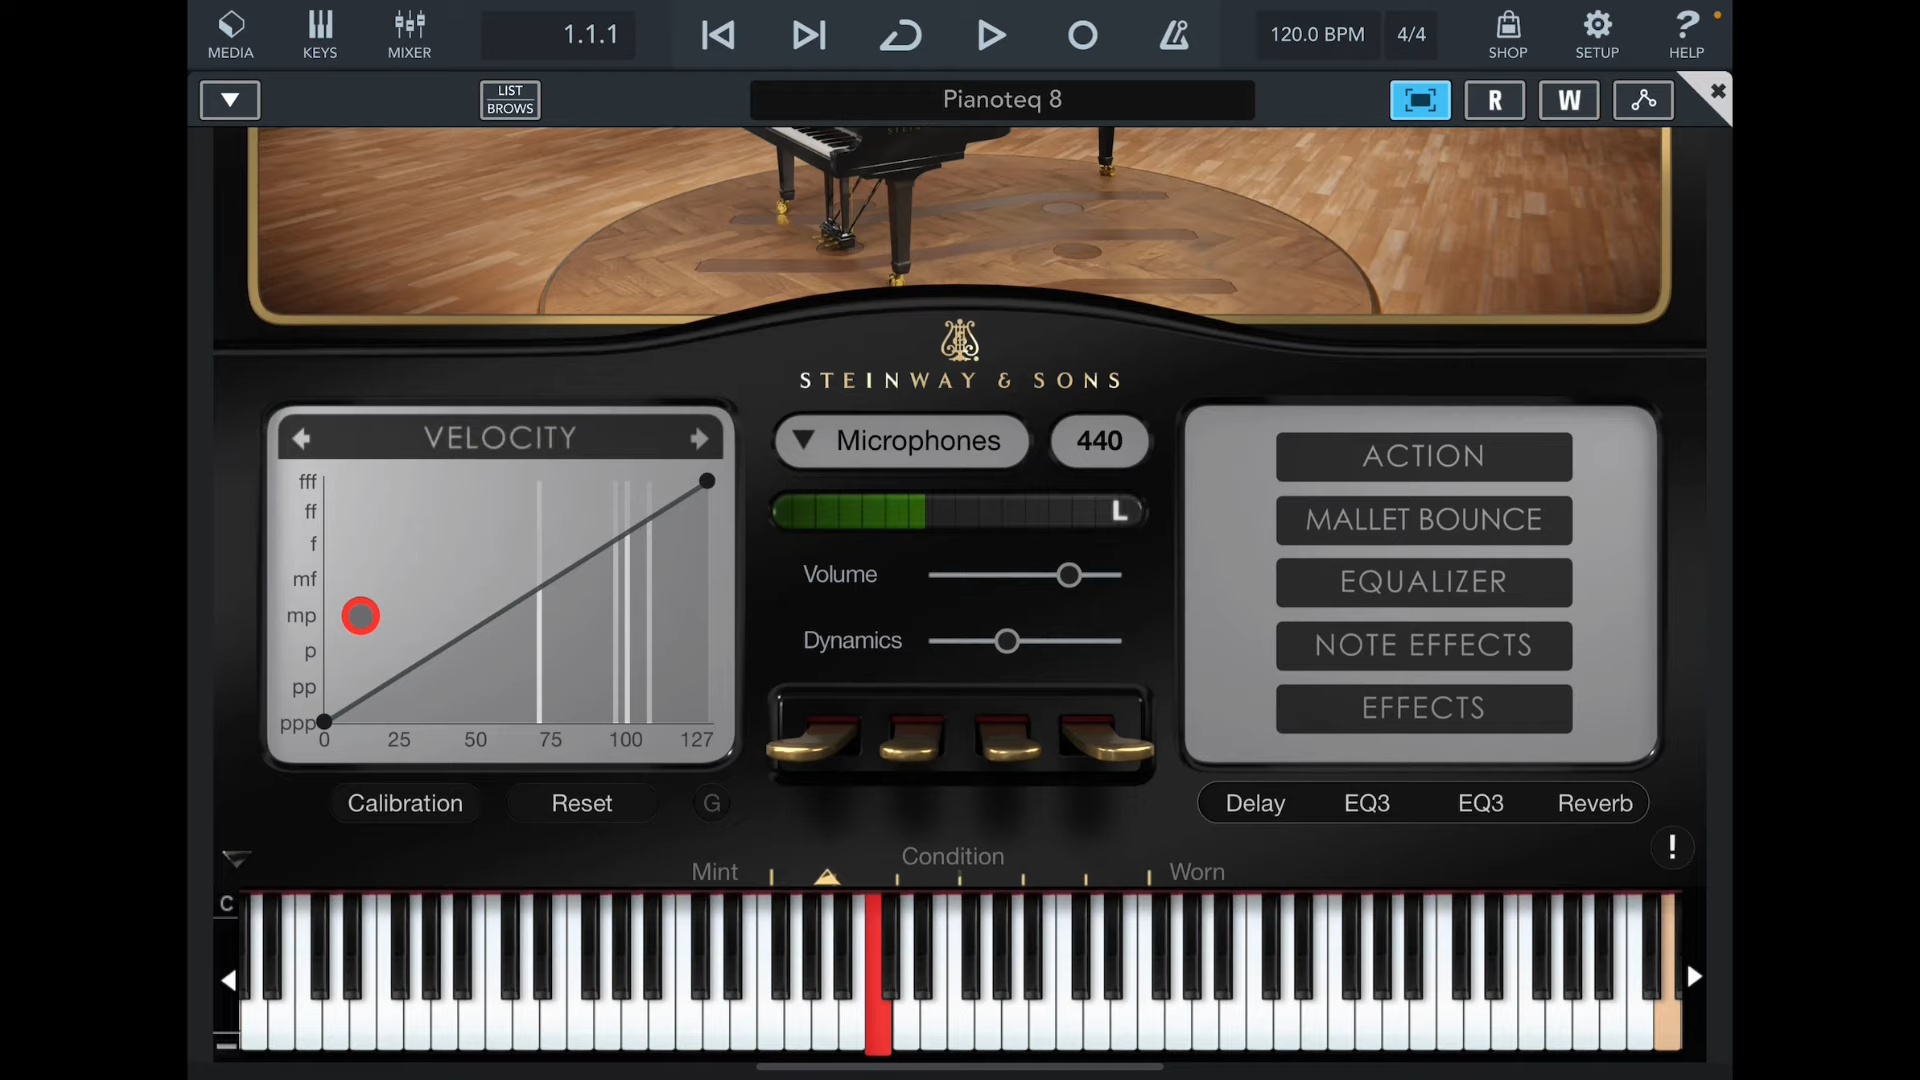 MEDIA
KEYS
MIXER
1.1.1
120.0 BPM
4/4
SHOP
SETUP
HELP
LIST
BROWS
Pianoteq 8
R
W
STEINWAY & SONS
VELOCITY
fff
ff
f
mf
mp
p
pp
ppp
0
25
50
75
100
127
Calibration
Reset
G
Microphones
440
L
Volume
Dynamics
ACTION
MALLET BOUNCE
EQUALIZER
NOTE EFFECTS
EFFECTS
Delay
EQ3
EQ3
Reverb
!
Mint
Condition
Worn
C